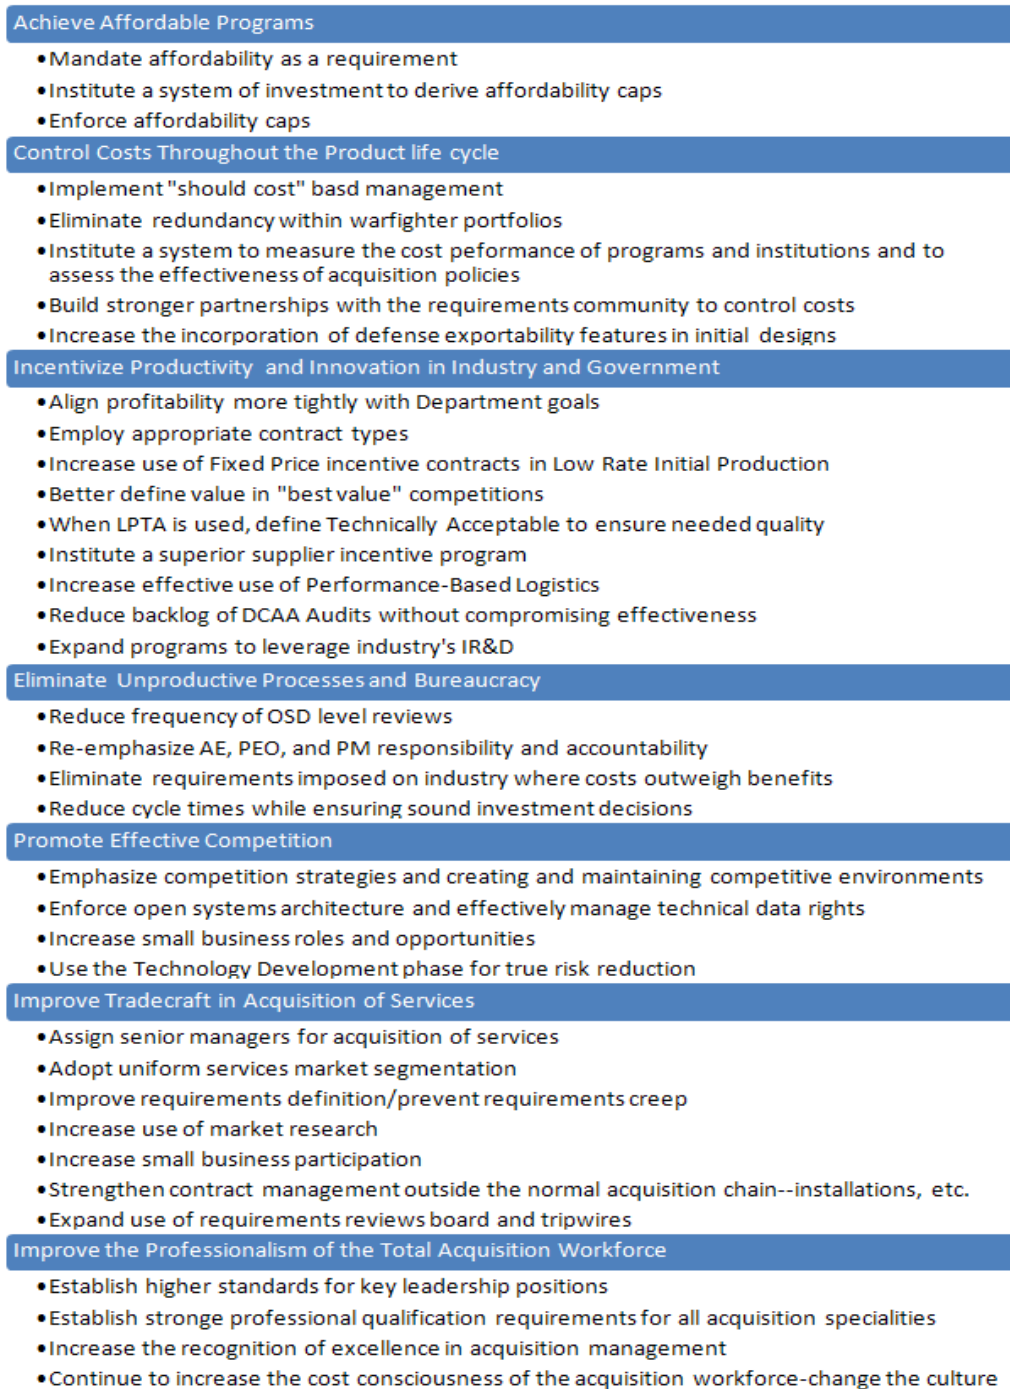 Achieve Affordable Programs
•Mandate affordability as a requirement
•Institute a system of investment to derive affordability caps
•Enforce affordability caps
Control Costs Throughout the Product life cycle
•Implement "should cost" basd management
•Eliminate redundancy within warfighter portfolios
•Institute a system to measure the cost peformance of programs and institutions and to
assess the effectiveness of acquisition policies
•Build stronger partnerships with the requirements community to control costs
•Increase the incorporation of defense exportability features in initial designs
Incentivize Productivity and Innovation in Industry and Government
•Align profitability more tightly with Department goals
•Employ appropriate contract types
•Increase use of Fixed Price incentive contracts in Low Rate Initial Production
•Better define value in "best value" competitions
•When LPTA is used, define Technically Acceptable to ensure needed quality
•Institute a superior supplier incentive program
•Increase effective use of Performance-Based Logistics
•Reduce backlog of DCAA Audits without compromising effectiveness
•Expand programs to leverage industry's IR&D
Eliminate Unproductive Processes and Bureaucracy
•Reduce frequency of OSD level reviews
•Re-emphasize AE, PEO, and PM responsibility and accountability
•Eliminate requirements imposed on industry where costs outweigh benefits
•Reduce cycle times while ensuring sound investment decisions
Promote Effective Competition
•Emphasize competition strategies and creating and maintaining competitive environments
•Enforce open systems architecture and effectively manage technical data rights
•Increase small business roles and opportunities
•Use the Technology Development phase for true risk reduction
Improve Tradecraft in Acquisition of Services
•Assign senior managers for acquisition of services
•Adopt uniform services market segmentation
•Improve requirements definition/prevent requirements creep
•Increase use of market research
•Increase small business participation
•Strengthen contract management outside the normal acquisition chain--installations, etc.
•Expand use of requirements reviews board and tripwires
Improve the Professionalism of the Total Acquisition Workforce
•Establish higher standards for key leadership positions
•Establish stronge professional qualification requirements for all acquisition specialities
•Increase the recognition of excellence in acquisition management
•Continue to increase the cost consciousness of the acquisition workforce-change the culture